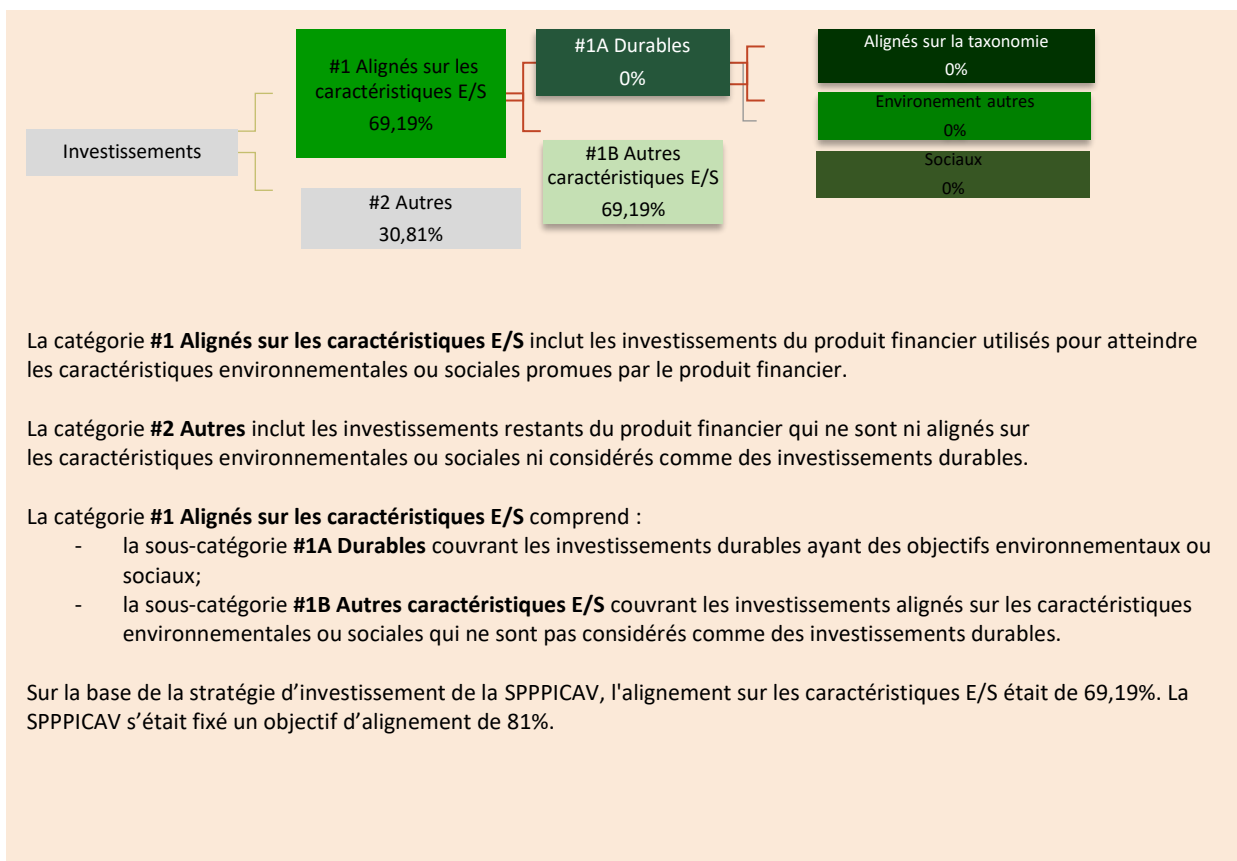 #1 Alignés sur les
caractéristiques E/S
69,19%
#1A Durables
0%
Alignés sur la taxonomie
0%
Environement autres
0%
Sociaux
0%
Investissements
#1B Autres
caractéristiques E/S
69,19%
#2 Autres
30,81%
La catégorie #1 Alignés sur les caractéristiques E/S inclut les investissements du produit financier utilisés pour atteindre
les caractéristiques environnementales ou sociales promues par le produit financier.
La catégorie #2 Autres inclut les investissements restants du produit financier qui ne sont ni alignés sur
les caractéristiques environnementales ou sociales ni considérés comme des investissements durables.
La catégorie #1 Alignés sur les caractéristiques E/S comprend :
- la sous-catégorie #1A Durables couvrant les investissements durables ayant des objectifs environnementaux ou
sociaux;
- la sous-catégorie #1B Autres caractéristiques E/S couvrant les investissements alignés sur les caractéristiques
environnementales ou sociales qui ne sont pas considérés comme des investissements durables.
Sur la base de la stratégie d’investissement de la SPPPICAV, l'alignement sur les caractéristiques E/S était de 69,19%. La
SPPPICAV s’était fixé un objectif d’alignement de 81%.